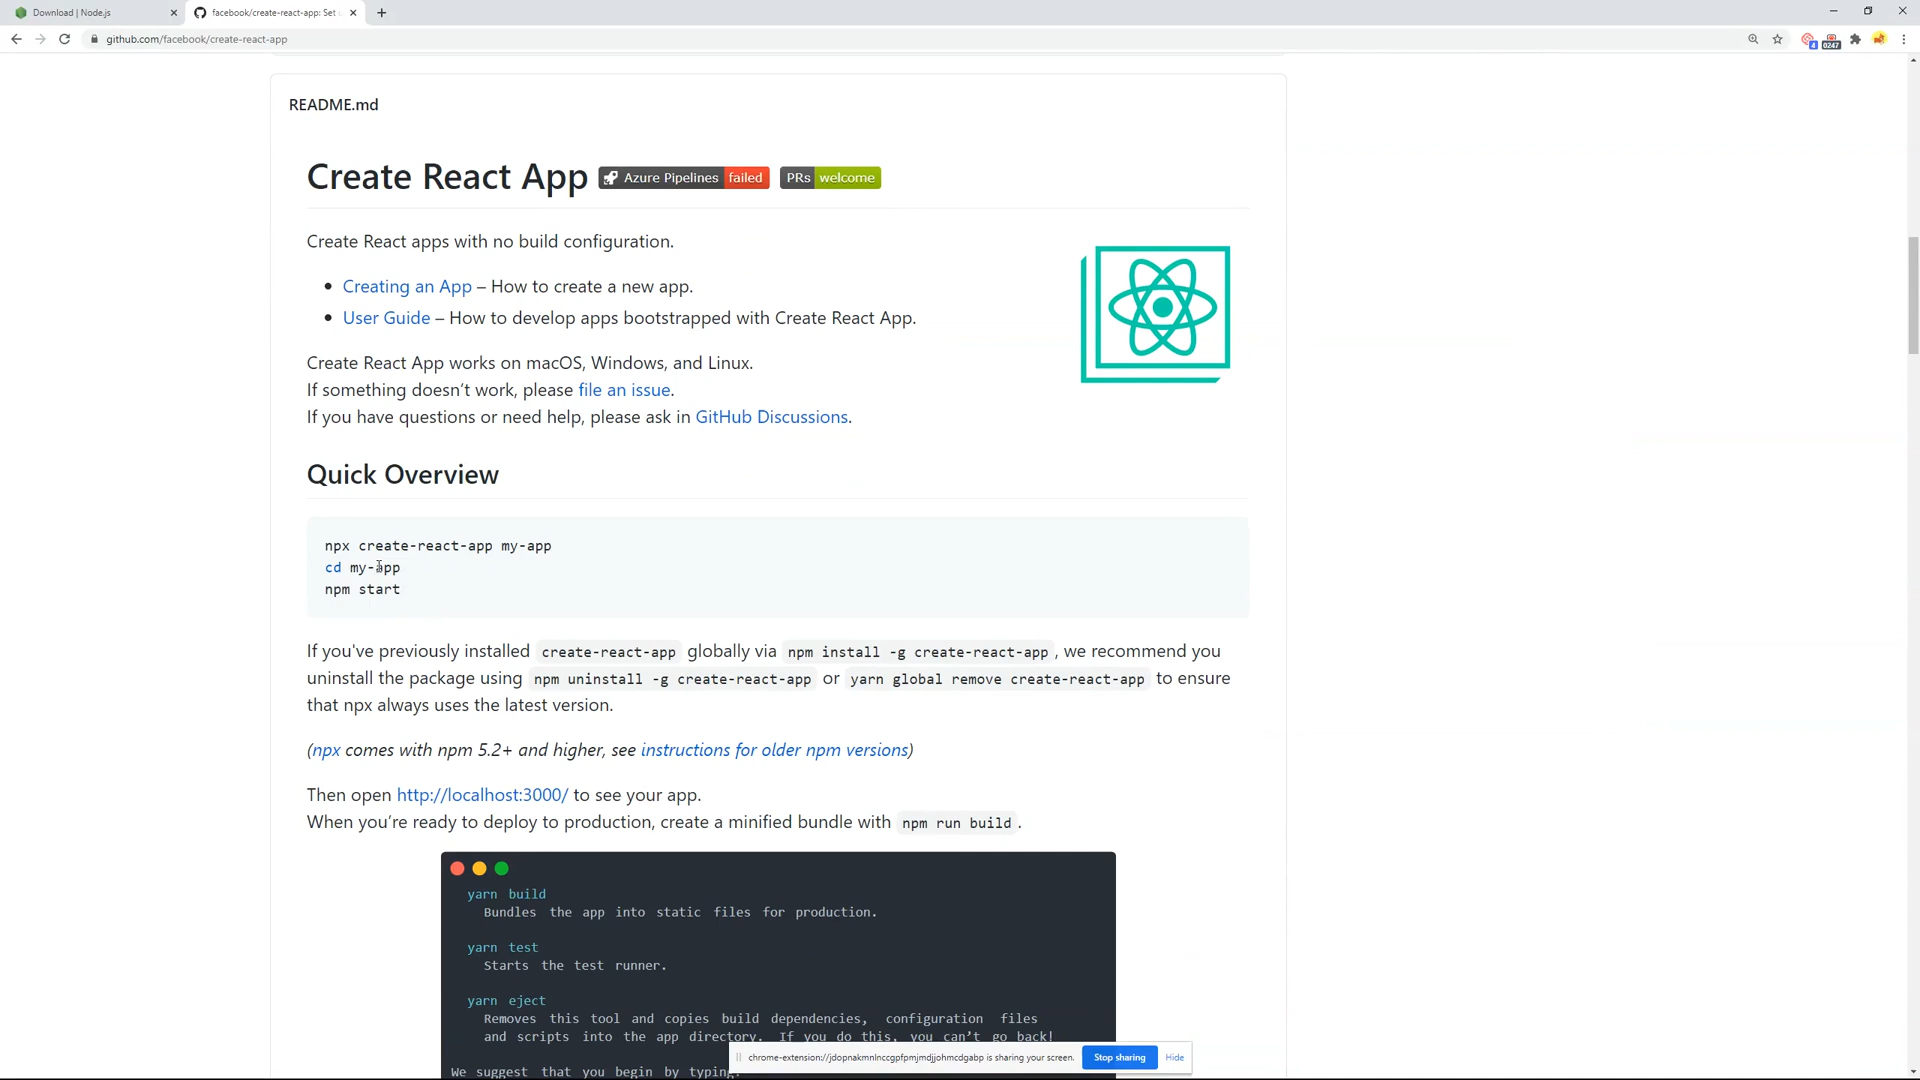 Download | Node.js
facebook/create-react-app: Set u
github.com/facebook/create-react-app
4
0247
README.md
Create React App Azure Pipelines failed PRs welcome
Create React apps with no build configuration.
• Creating an App – How to create a new app.
• User Guide – How to develop apps bootstrapped with Create React App.
Create React App works on macOS, Windows, and Linux.
If something doesn’t work, please file an issue.
If you have questions or need help, please ask in GitHub Discussions.
Quick Overview
npx create-react-app my-app
cd my-app
npm start
If you've previously installed create-react-app globally via npm install -g create-react-app, we recommend you
uninstall the package using npm uninstall -g create-react-app or yarn global remove create-react-app to ensure
that npx always uses the latest version.
(npx comes with npm 5.2+ and higher, see instructions for older npm versions)
Then open http://localhost:3000/ to see your app.
When you’re ready to deploy to production, create a minified bundle with npm run build.
yarn build
Bundles the app into static files for production.
yarn test
Starts the test runner.
yarn eject
Removes this tool and copies build dependencies, configuration files
and scripts into the app directory. If you do this, you can’t go back!
We suggest that you begin by typing:
chrome-extension://jdopnakmnlnccgpfpmjmdjjohmcdgabp is sharing your screen. Stop sharing Hide